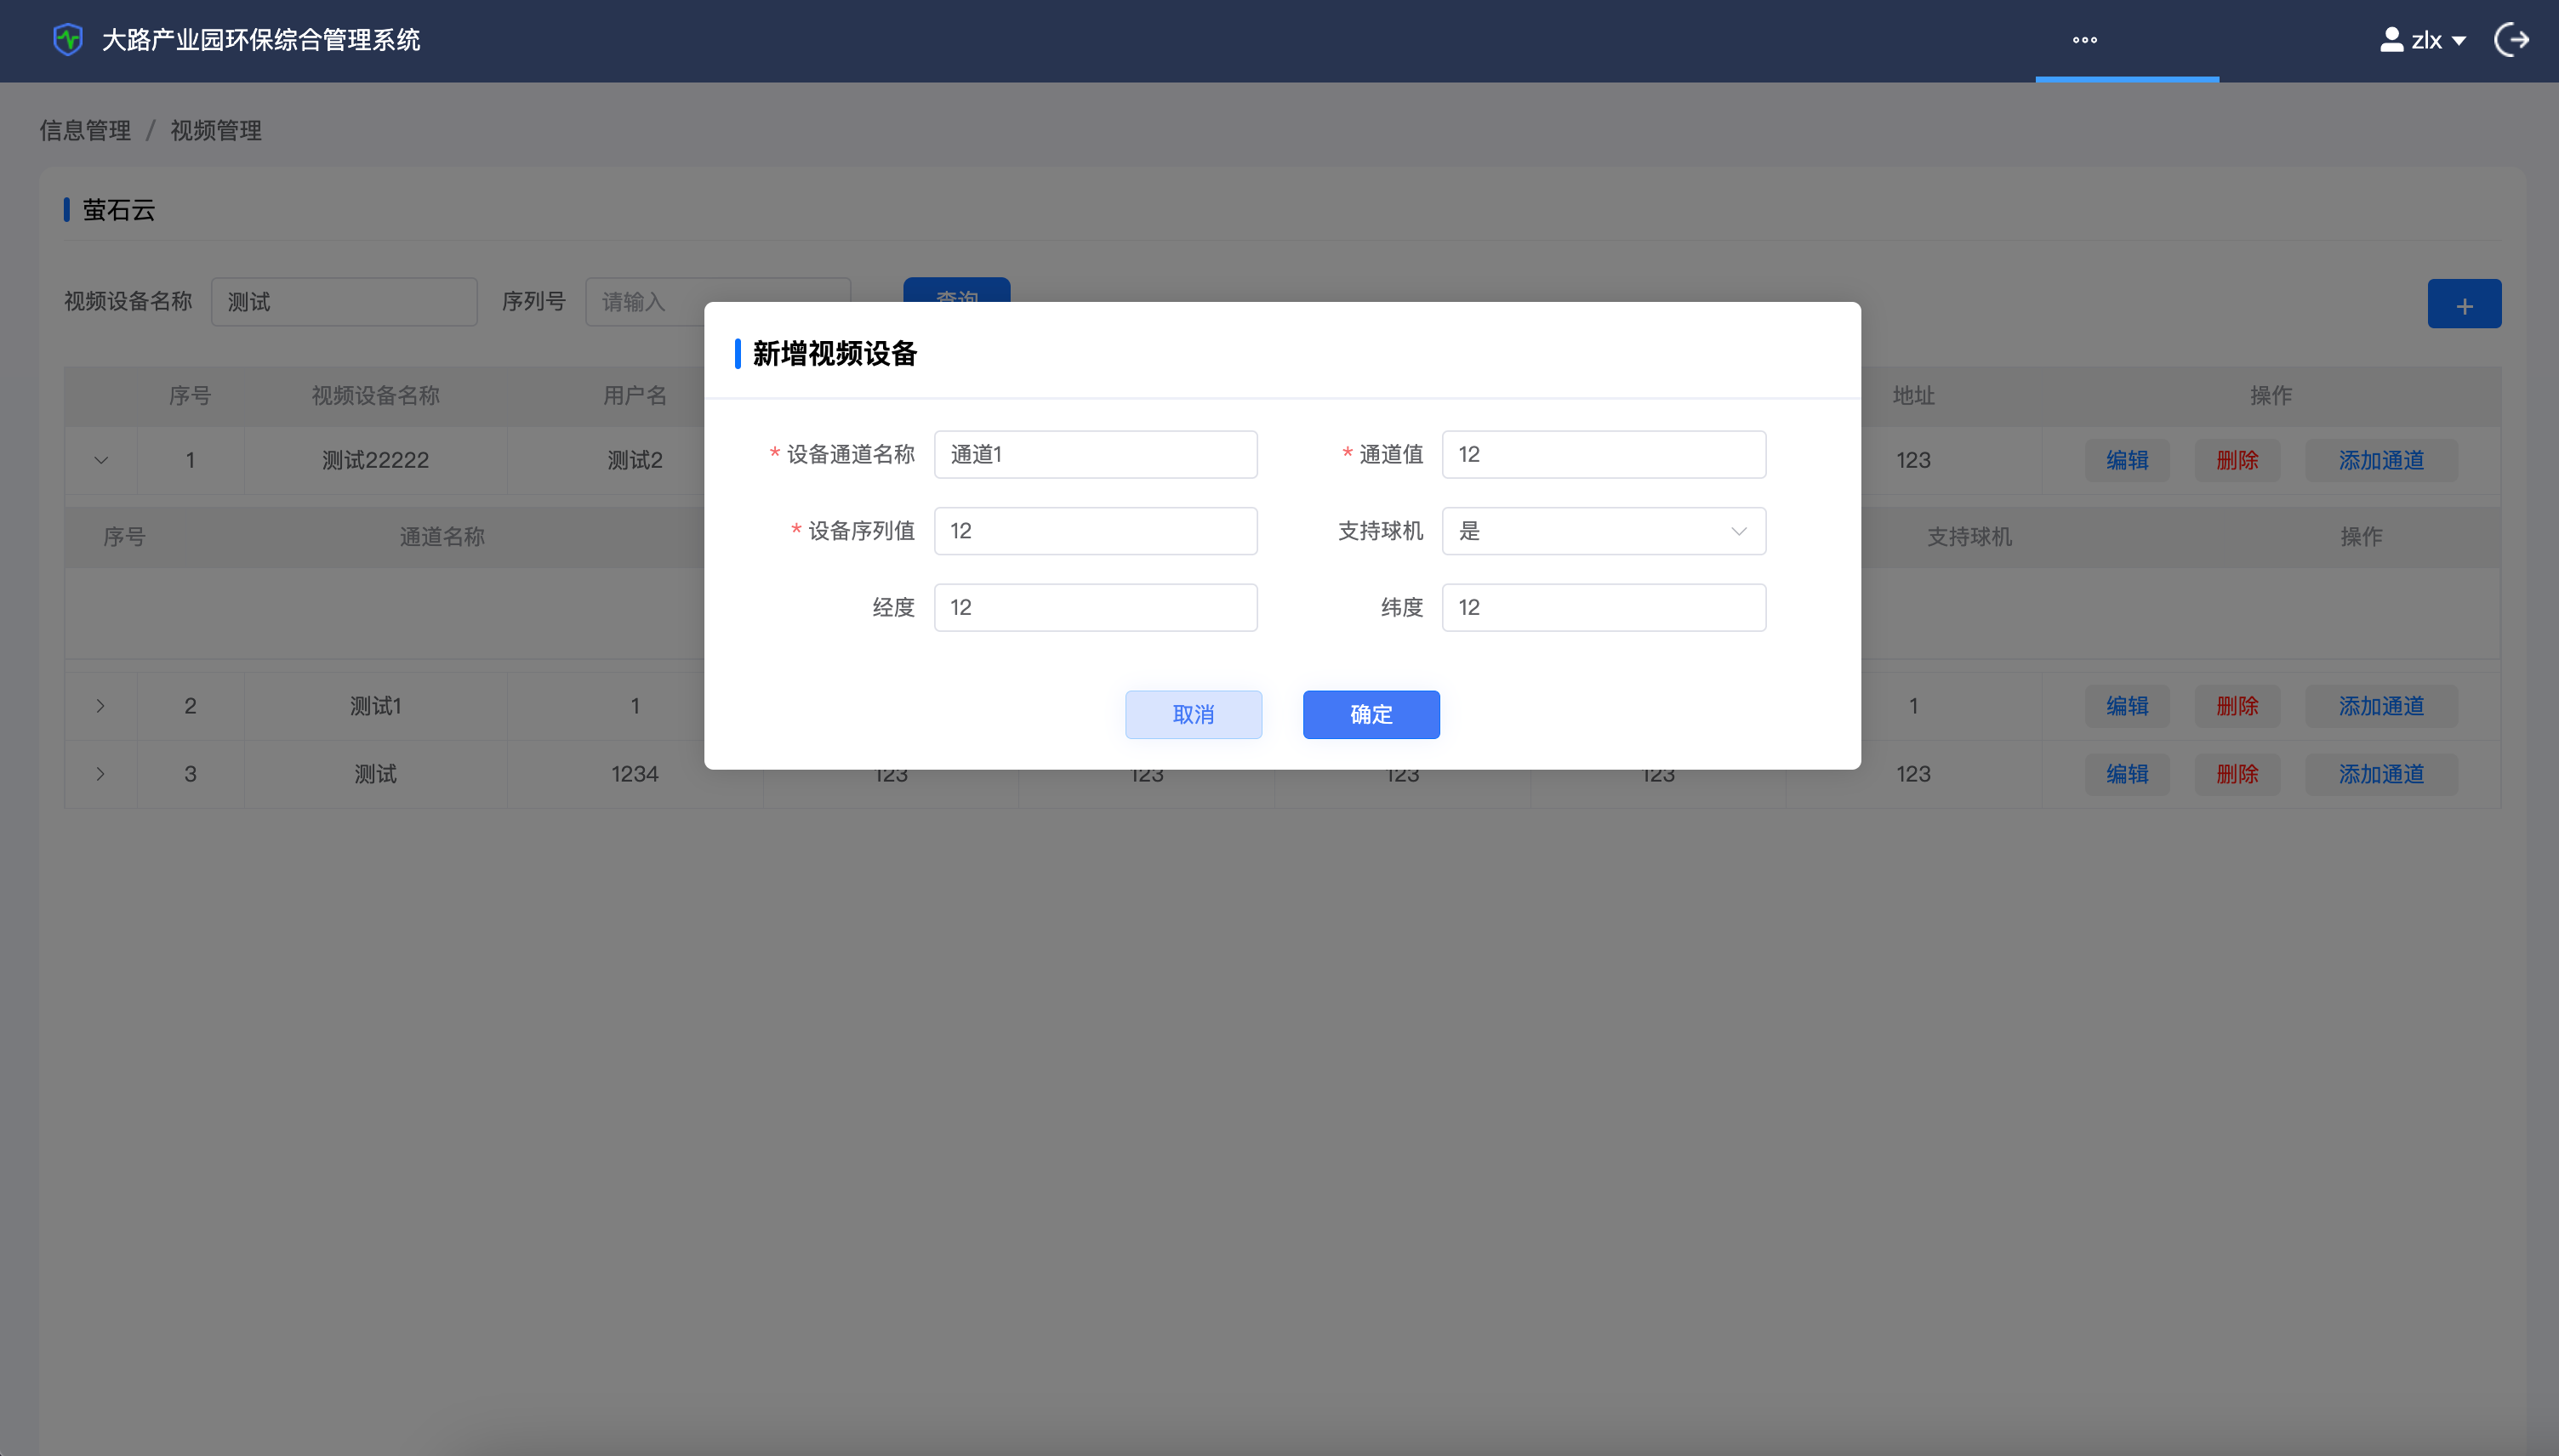 大路产业园环保综合管理系统
zlx
信息管理 / 视频管理
萤石云
视频设备名称 测试 序列号 请输入 查询
+
新增视频设备
序号 视频设备名称 用户名 地址 操作
* 设备通道名称 通道1 * 通道值 12
1 测试22222 测试2 123 编辑 删除 添加通道
* 设备序列值 12 支持球机 是
序号 通道名称 支持球机 操作
经度 12 纬度 12
取消 确定
2 测试1 1 1 编辑 删除 添加通道
3 测试 1234 123 123 123 123 123 编辑 删除 添加通道